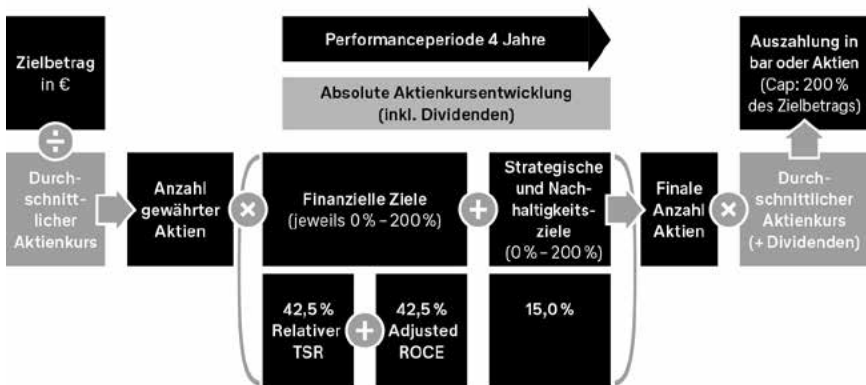 Performanceperiode 4 Jahre
Absolute Aktienkursentwicklung
(inkl. Dividenden)
Zielbetrag
in €
÷
Durch-
schnitt-
licher
Aktienkurs
Anzahl
gewährter
Aktien
×
Finanzielle Ziele
(jeweils 0 % – 200 %)
+
Strategische
und Nach-
haltigkeits-
ziele
(0 % – 200 %)
42,5 %
Relativer
TSR
+
42,5 %
Adjusted
ROCE
15,0 %
Finale
Anzahl
Aktien
×
Durch-
schnittlicher
Aktienkurs
(+ Dividenden)
Auszahlung in
bar oder Aktien
(Cap: 200 %
des Zielbetrags)